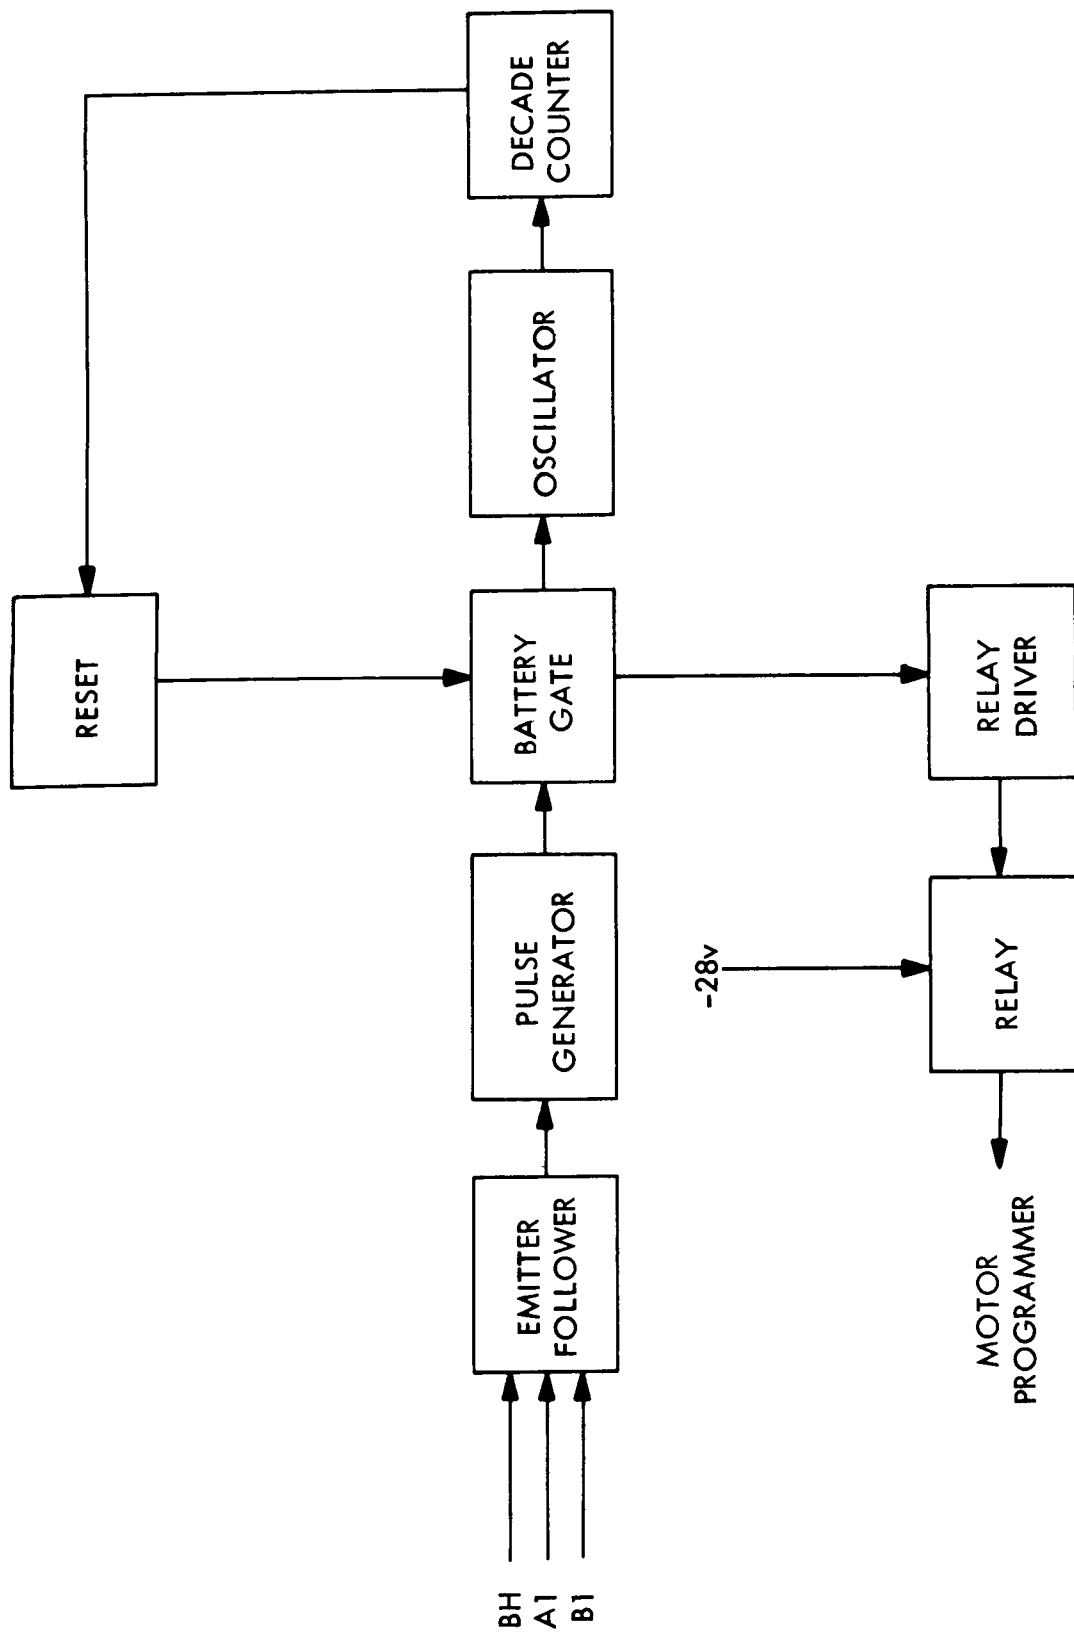 RESET
BH
A1
B1
EMITTER
FOLLOWER
PULSE
GENERATOR
BATTERY
GATE
OSCILLATOR
DECADE
COUNTER
-28v
MOTOR
PROGRAMMER
RELAY
RELAY
DRIVER